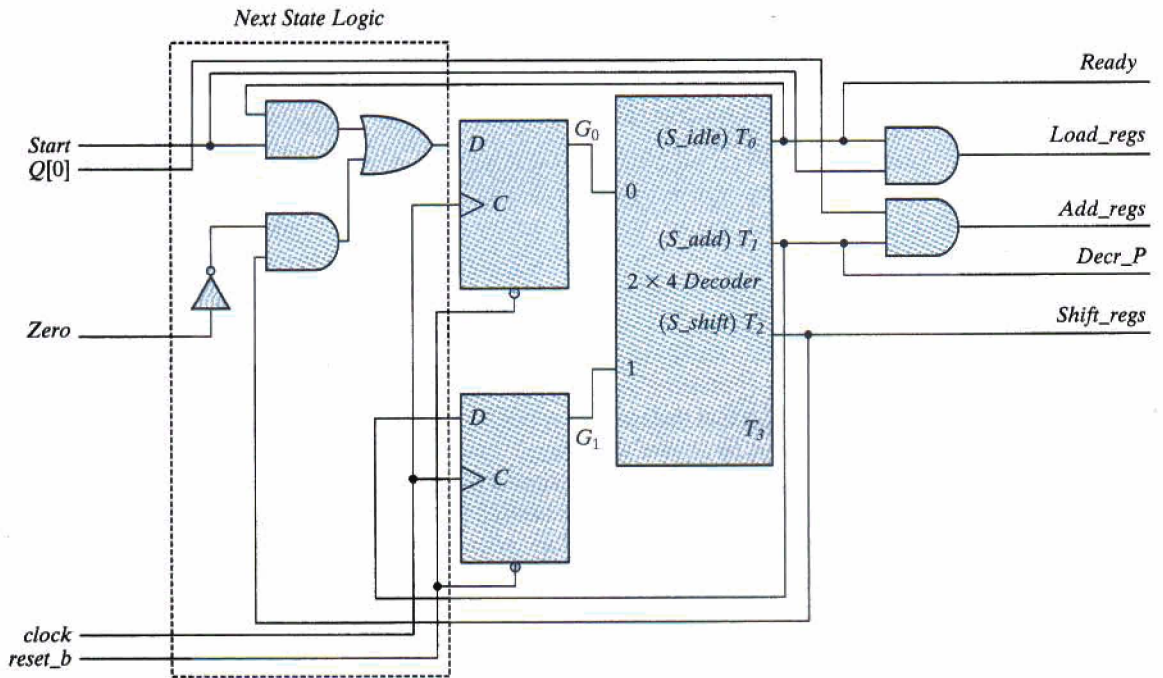 Next State Logic
Ready
Start
Q[0]
D
G0
(S_idle) T0
Load_regs
C
0
Add_regs
(S_add) T1
Decr_P
2 × 4 Decoder
Zero
(S_shift) T2
Shift_regs
1
D
G1
T3
C
clock
reset_b